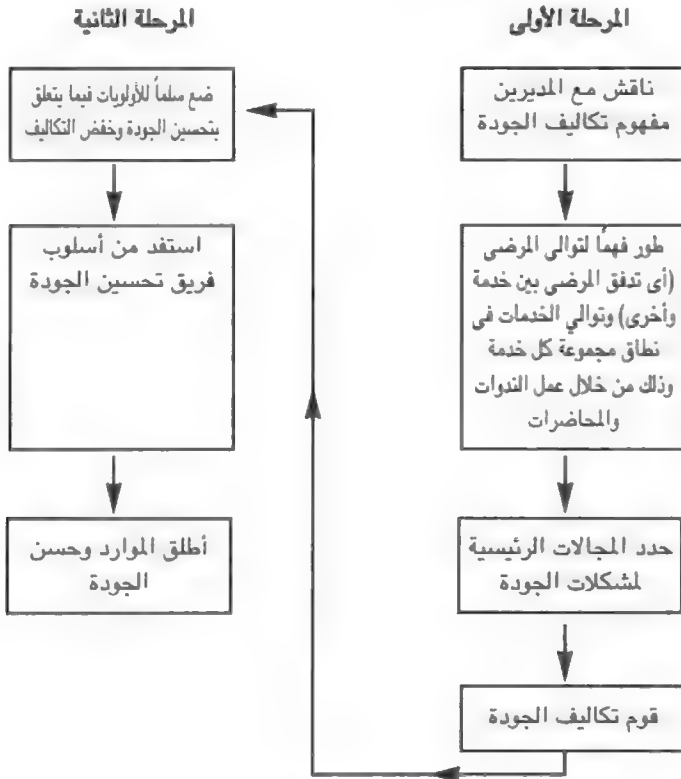 المرحلة الأولى
ناقش مع المديرين
مفهوم تكاليف الجودة
طور فهماً لتوالي المرضى
(أى تدفق المرضى بين خدمة
وأخرى) وتوالي الخدمات فى
نطاق مجموعة كل خدمة
وذلك من خلال عمل الندوات
والمحاضرات
حدد المجالات الرئيسية
لمشكلات الجودة
قوم تكاليف الجودة
المرحلة الثانية
ضع سلماً للأولويات فيما يتعلق
بتحسين الجودة وخفض التكاليف
استفد من أسلوب
فريق تحسين الجودة
أطلق الموارد وحسن
الجودة